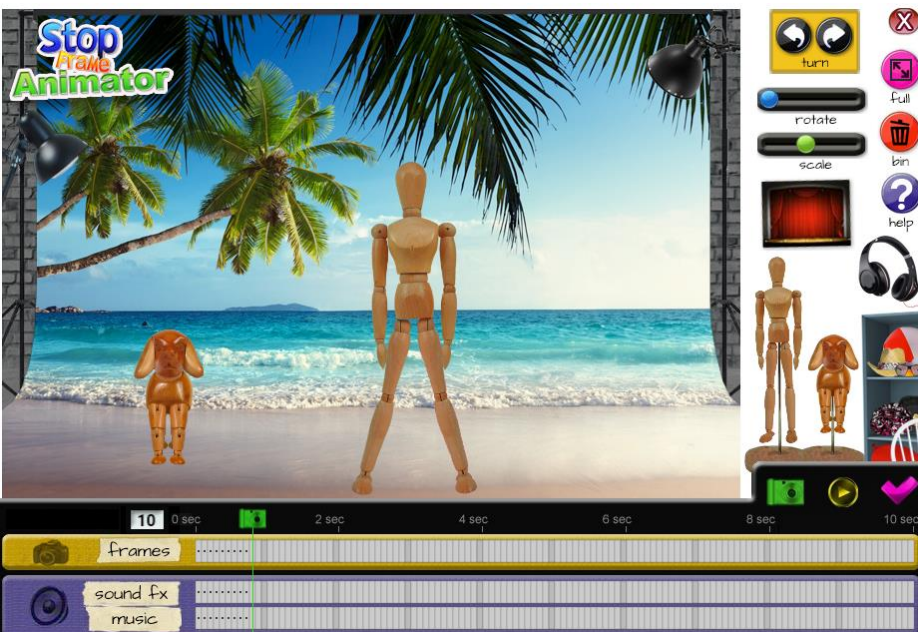 Stop
frame
Animator
turn
rotate
scale
full
bin
help
?
X
10
0 sec
2 sec
4 sec
6 sec
8 sec
10 sec
frames
sound fx
music